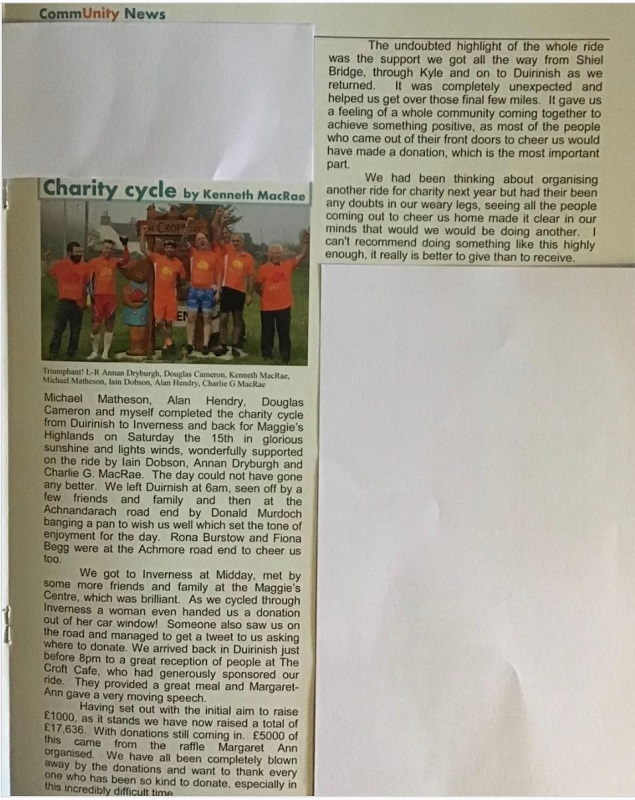 CommUnity News
Charity cycle by Kenneth MacRae
CROFT
EN
Triumphant! L-R Annan Dryburgh, Douglas Cameron, Kenneth MacRae,
Michael Matheson, Iain Dobson, Alan Hendry, Charlie G MacRae
Michael Matheson, Alan Hendry, Douglas
Cameron and myself completed the charity cycle
from Duirinish to Inverness and back for Maggie's
Highlands on Saturday the 15th in glorious
sunshine and lights winds, wonderfully supported
on the ride by Iain Dobson, Annan Dryburgh and
Charlie G. MacRae. The day could not have gone
any better. We left Duirnish at 6am, seen off by a
few friends and family and then at the
Achnandarach road end by Donald Murdoch
banging a pan to wish us well which set the tone of
enjoyment for the day. Rona Burstow and Fiona
Begg were at the Achmore road end to cheer us
too.
We got to Inverness at Midday, met by
some more friends and family at the Maggie's
Centre, which was brilliant. As we cycled through
Inverness a woman even handed us a donation
out of her car window! Someone also saw us on
the road and managed to get a tweet to us asking
where to donate. We arrived back in Duirinish just
before 8pm to a great reception of people at The
Croft Cafe, who had generously sponsored our
ride. They provided a great meal and Margaret-
Ann gave a very moving speech.
Having set out with the initial aim to raise
£1000, as it stands we have now raised a total of
£17,636. With donations still coming in. £5000 of
this came from the raffle Margaret Ann
organised. We have all been completely blown
away by the donations and want to thank every
one who has been so kind to donate, especially in
this incredibly difficult time
The undoubted highlight of the whole ride
was the support we got all the way from Shiel
Bridge, through Kyle and on to Duirinish as we
returned. It was completely unexpected and
helped us get over those final few miles. It gave us
a feeling of a whole community coming together to
achieve something positive, as most of the people
who came out of their front doors to cheer us would
have made a donation, which is the most important
part.
We had been thinking about organising
another ride for charity next year but had their been
any doubts in our weary legs, seeing all the people
coming out to cheer us home made it clear in our
minds that would we would be doing another. I
can't recommend doing something like this highly
enough, it really is better to give than to receive.